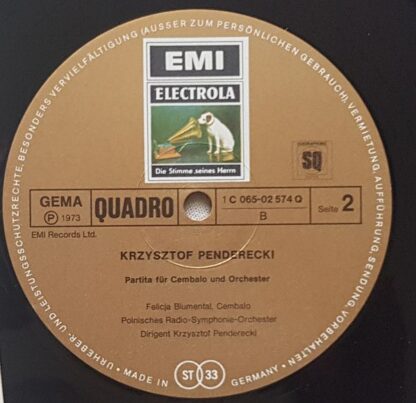 URHEBER- UND LEISTUNGSSCHUTZRECHTE, BESONDERS VERVIELFÄLTIGUNG (AUSSER ZUM PERSÖNLICHEN GEBRAUCH), VERMIETUNG, AUFFÜHRUNG, SENDUNG, VORBEHALTEN
EMI
ELECTROLA
Die Stimme seines Herrn
SQ
GEMA
Ⓟ 1973
QUADRO
1 C 065-02 574 Q
B
Seite 2
EMI Records Ltd.
KRZYSZTOF PENDERECKI
Partita für Cembalo und Orchester
Felicja Blumental, Cembalo
Polnisches Radio-Symphonie-Orchester
Dirigent Krzysztof Penderecki
• MADE IN GERMANY •
ST 33